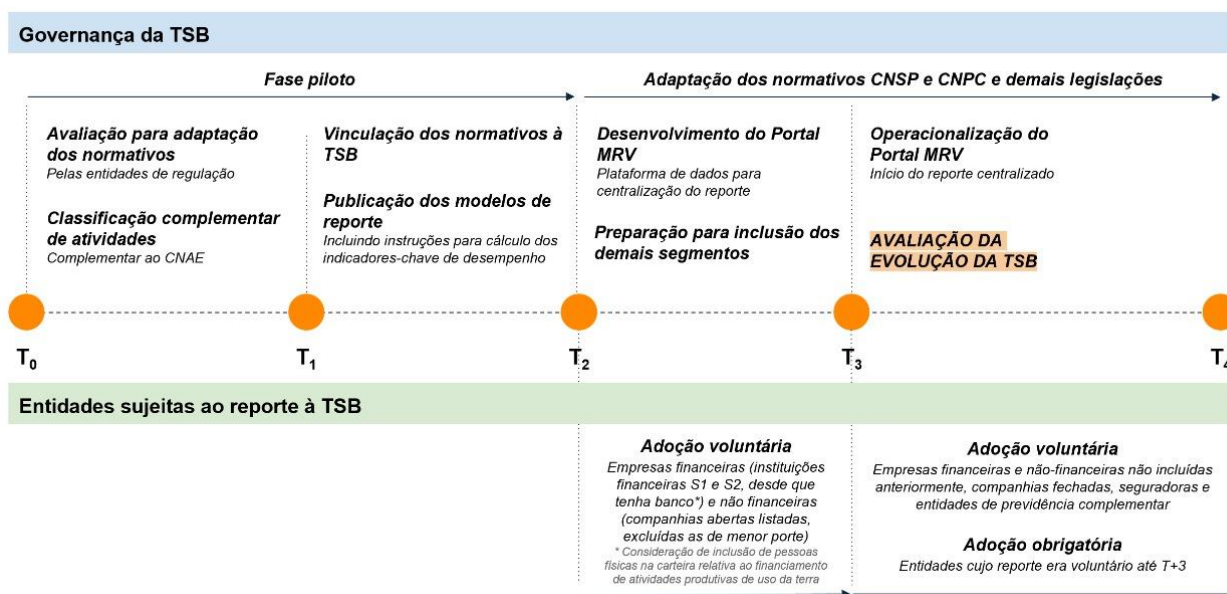 Governança da TSB
Fase piloto
Adaptação dos normativos CNSP e CNPC e demais legislações
Avaliação para adaptação
dos normativos
Pelas entidades de regulação
Classificação complementar
de atividades
Complementar ao CNAE
Vinculação dos normativos à
TSB
Publicação dos modelos de
reporte
Incluindo instruções para cálculo dos
indicadores-chave de desempenho
Desenvolvimento do Portal
MRV
Plataforma de dados para
centralização do reporte
Preparação para inclusão dos
demais segmentos
Operacionalização do
Portal MRV
Início do reporte centralizado
AVALIAÇÃO DA
EVOLUÇÃO DA TSB
T0
T1
T2
T3
T4
Entidades sujeitas ao reporte à TSB
Adoção voluntária
Empresas financeiras (instituições
financeiras S1 e S2, desde que
tenha banco*) e não financeiras
(companhias abertas listadas,
excluídas as de menor porte)
* Consideração de inclusão de pessoas
físicas na carteira relativa ao financiamento
de atividades produtivas de uso da terra
Adoção voluntária
Empresas financeiras e não-financeiras não incluídas
anteriormente, companhias fechadas, seguradoras e
entidades de previdência complementar
Adoção obrigatória
Entidades cujo reporte era voluntário até T+3